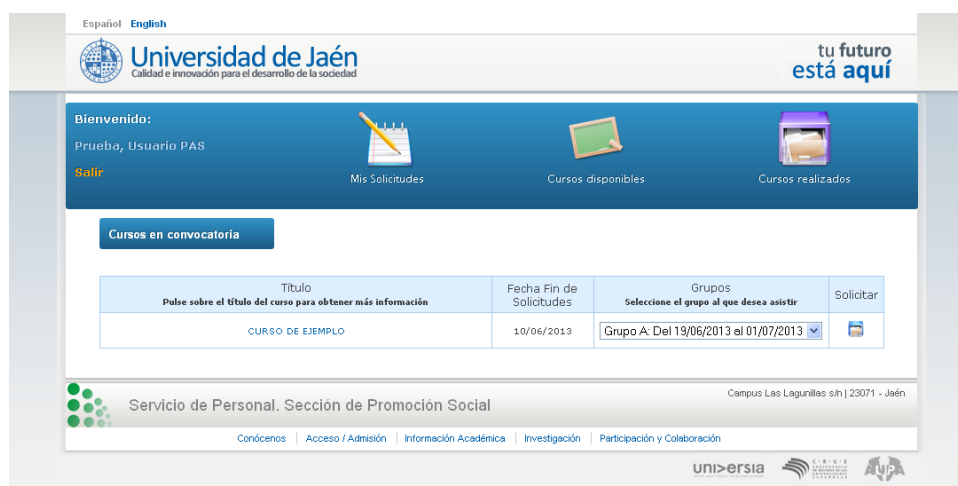 Español English
Universidad de Jaén
Calidad e innovación para el desarrollo de la sociedad
tu futuro
está aquí
Bienvenido:
Prueba, Usuario PAS
Salir
Mis Solicitudes
Cursos disponibles
Cursos realizados
Cursos en convocatoria
Título
Pulse sobre el título del curso para obtener más información
Fecha Fin de
Solicitudes
Grupos
Seleccione el grupo al que desea asistir
Solicitar
CURSO DE EJEMPLO
10/06/2013
Grupo A: Del 19/06/2013 al 01/07/2013
Servicio de Personal. Sección de Promoción Social
Campus Las Lagunillas s/n | 23071 - Jaén
Conócenos | Acceso / Admisión | Información Académica | Investigación | Participación y Colaboración
uni>ersia
AUPA